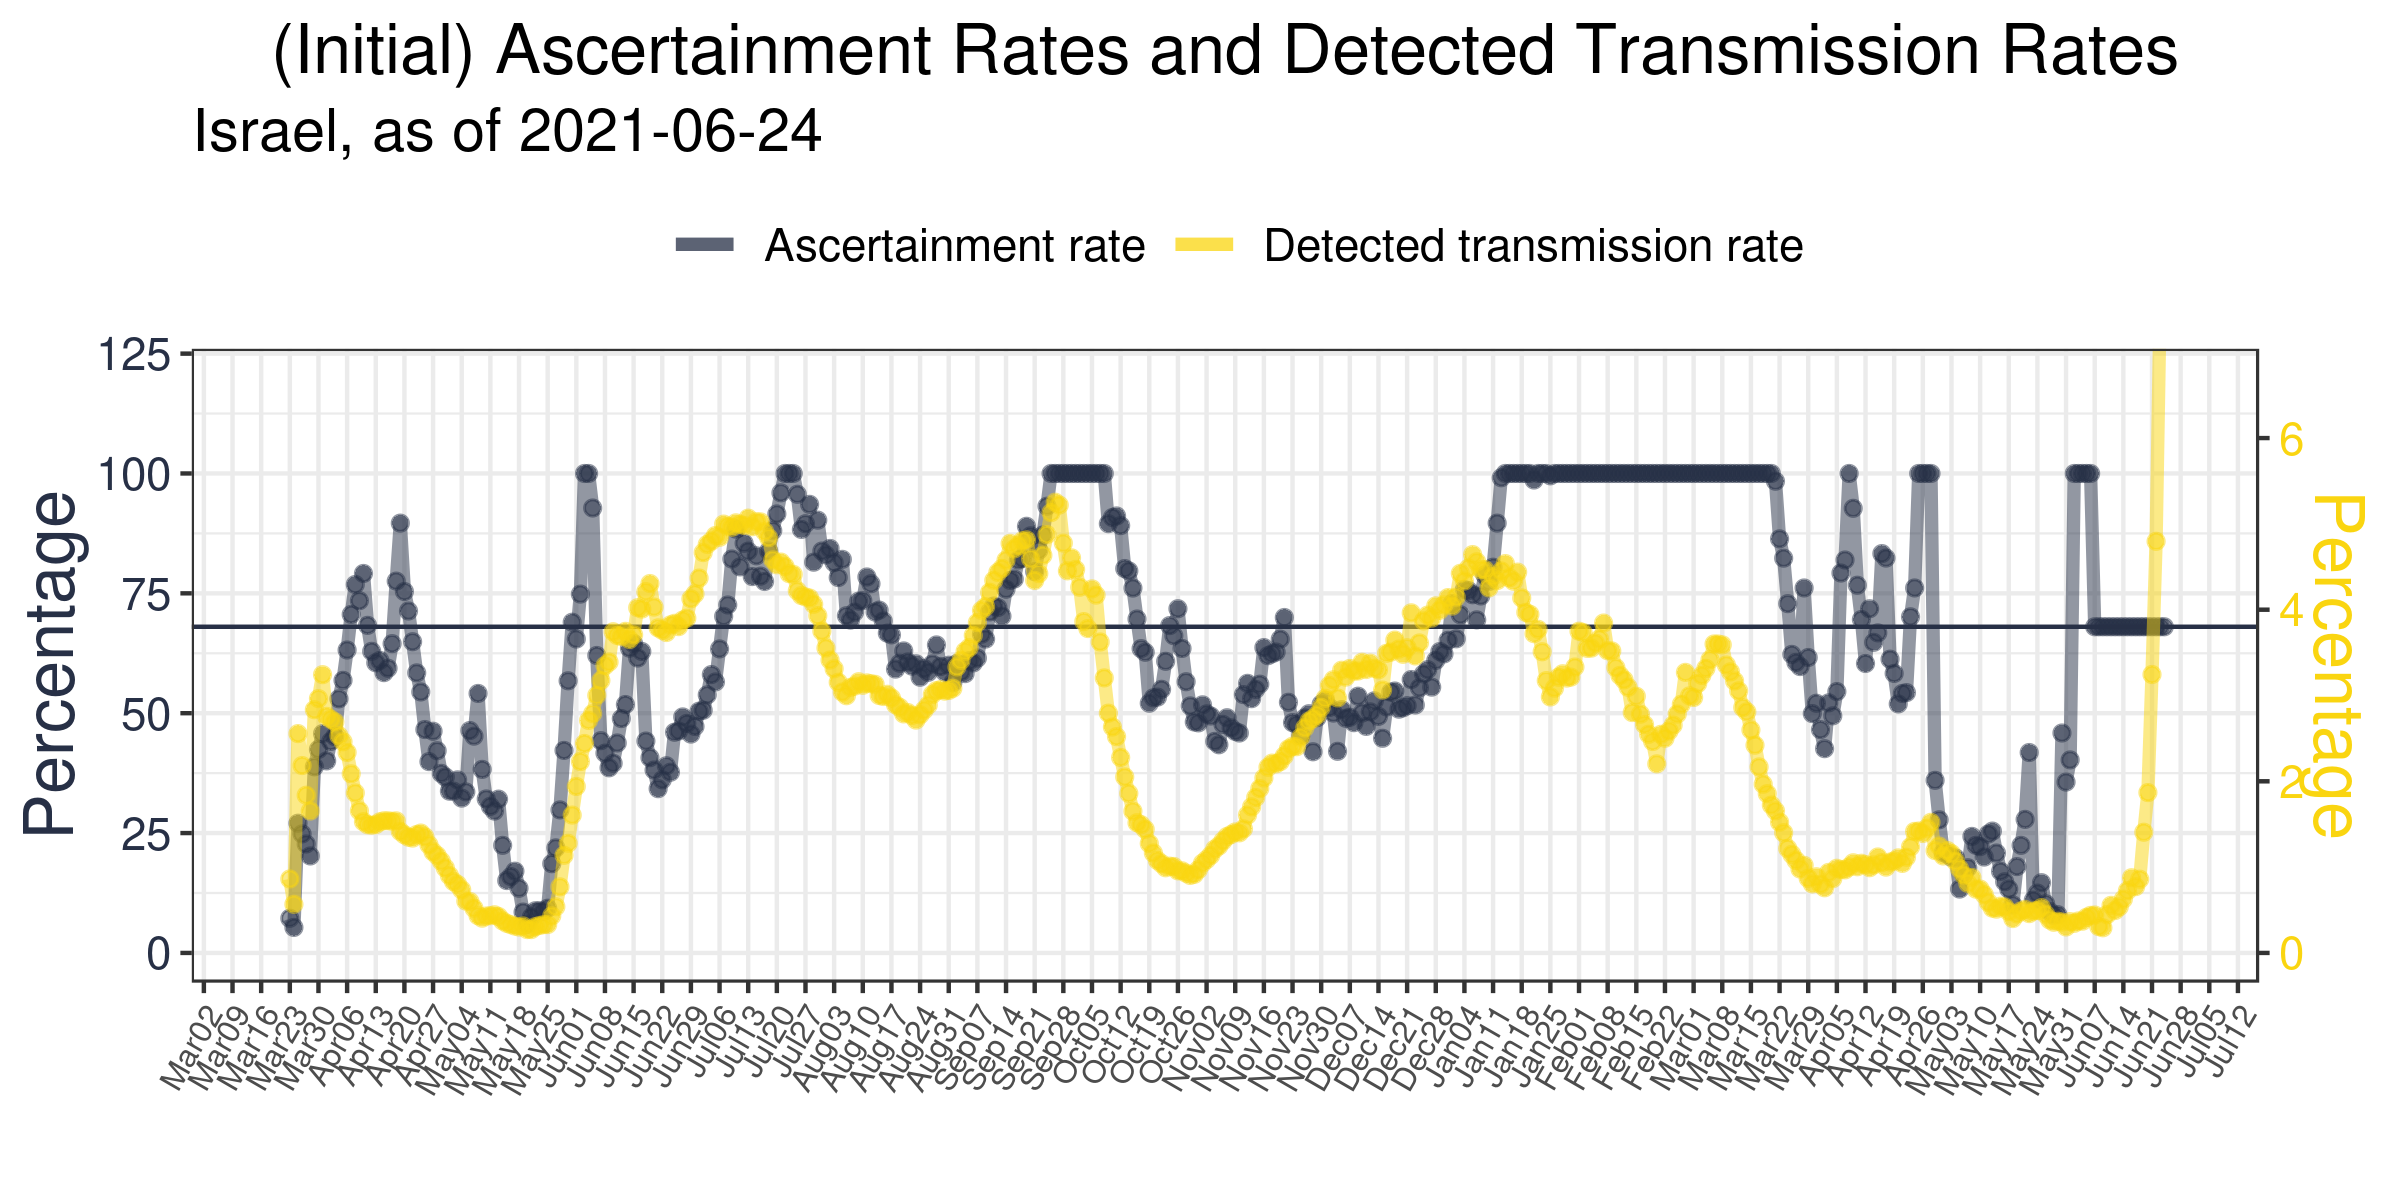 (Initial) Ascertainment Rates and Detected Transmission Rates
Israel, as of 2021-06-24
Ascertainment rate
Detected transmission rate
Percentage
125
100
75
50
25
0
6
4
2
0
Percentage
Mar02
Mar09
Mar16
Mar23
Mar30
Apr06
Apr13
Apr20
Apr27
May04
May11
May18
May25
Jun01
Jun08
Jun15
Jun22
Jun29
Jul06
Jul13
Jul20
Jul27
Aug03
Aug10
Aug17
Aug24
Aug31
Sep07
Sep14
Sep21
Sep28
Oct05
Oct12
Oct19
Oct26
Nov02
Nov09
Nov16
Nov23
Nov30
Dec07
Dec14
Dec21
Dec28
Jan04
Jan11
Jan18
Jan25
Feb01
Feb08
Feb15
Feb22
Mar01
Mar08
Mar15
Mar22
Mar29
Apr05
Apr12
Apr19
Apr26
May03
May10
May17
May24
May31
Jun07
Jun14
Jun21
Jun28
Jul05
Jul12